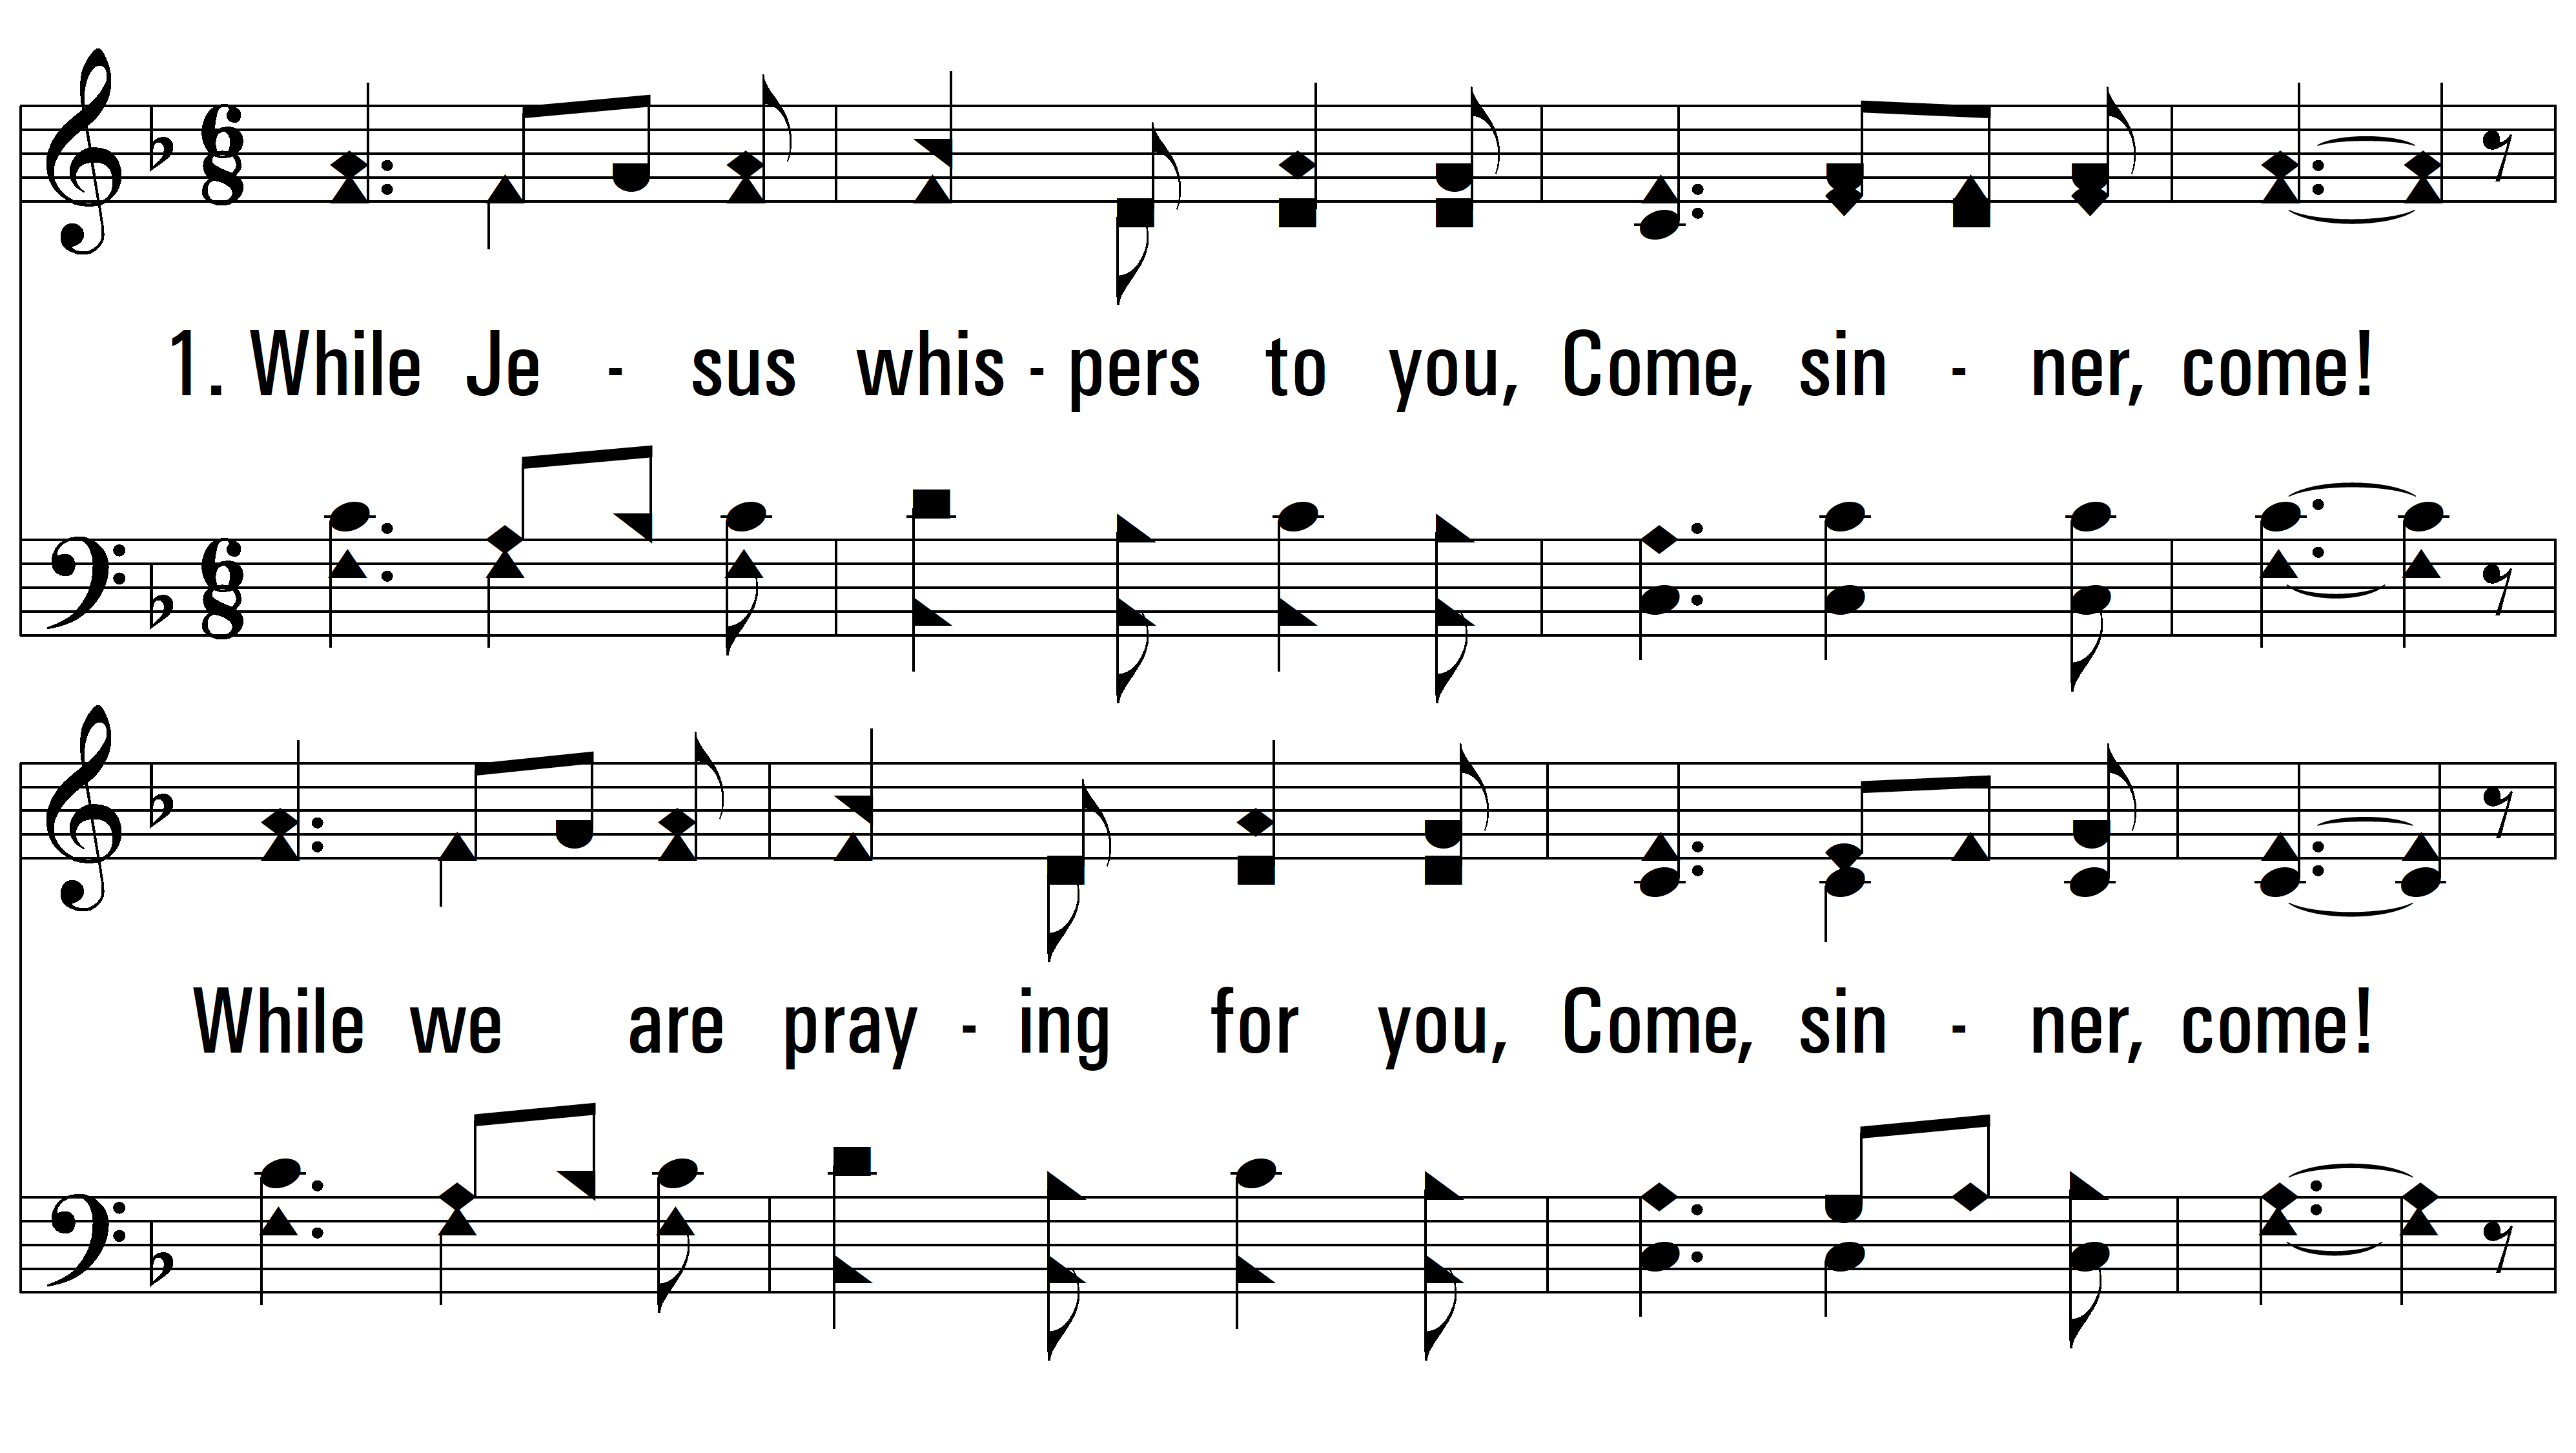 1. While Je - sus whis - pers to you, Come, sin - ner, come!
While we are pray - ing for you, Come, sin - ner, come!